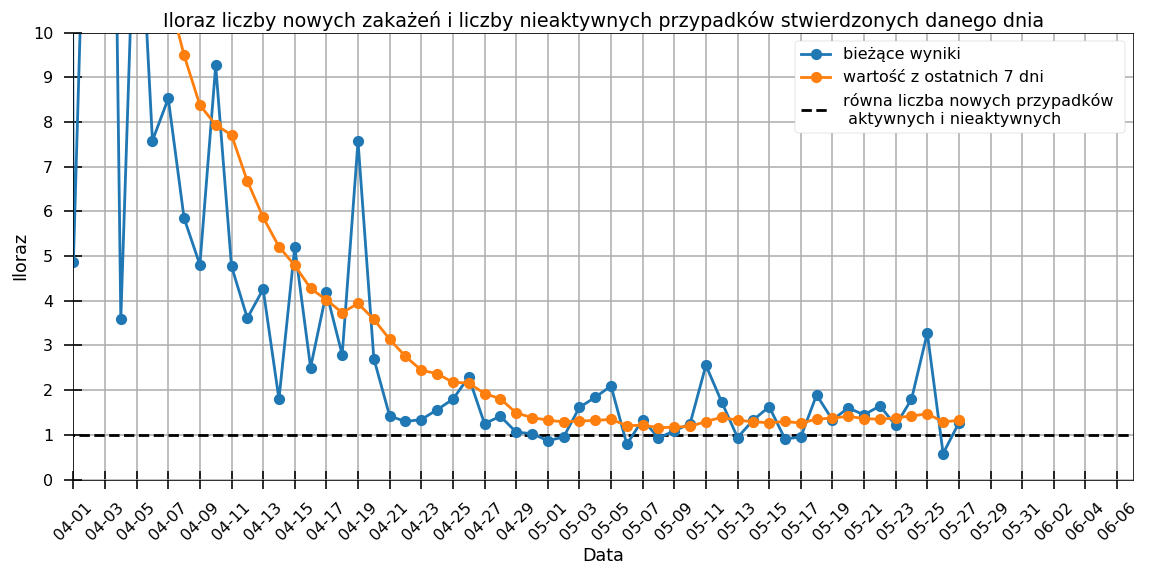 Iloraz liczby nowych zakażeń i liczby nieaktywnych przypadków stwierdzonych danego dnia
10
9
8
7
6
5
4
3
2
1
0
Iloraz
bieżące wyniki
wartość z ostatnich 7 dni
równa liczba nowych przypadków
aktywnych i nieaktywnych
04-01 04-03 04-05 04-07 04-09 04-11 04-13 04-15 04-17 04-19 04-21 04-23 04-25 04-27 04-29 05-01 05-03 05-05 05-07 05-09 05-11 05-13 05-15 05-17 05-19 05-21 05-23 05-25 05-27 05-29 05-31 06-02 06-04 06-06
Data